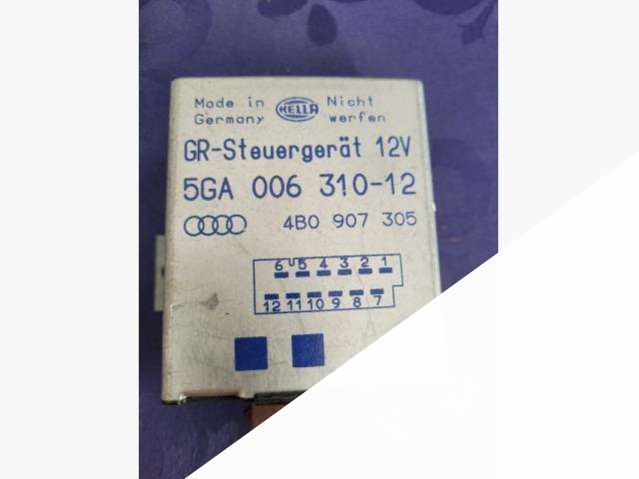 Made in HELLA Nicht
Germany werfen
GR-Steuergerät 12V
5GA 006 310-12
4B0 907 305
6 5 4 3 2 1
12 11 10 9 8 7